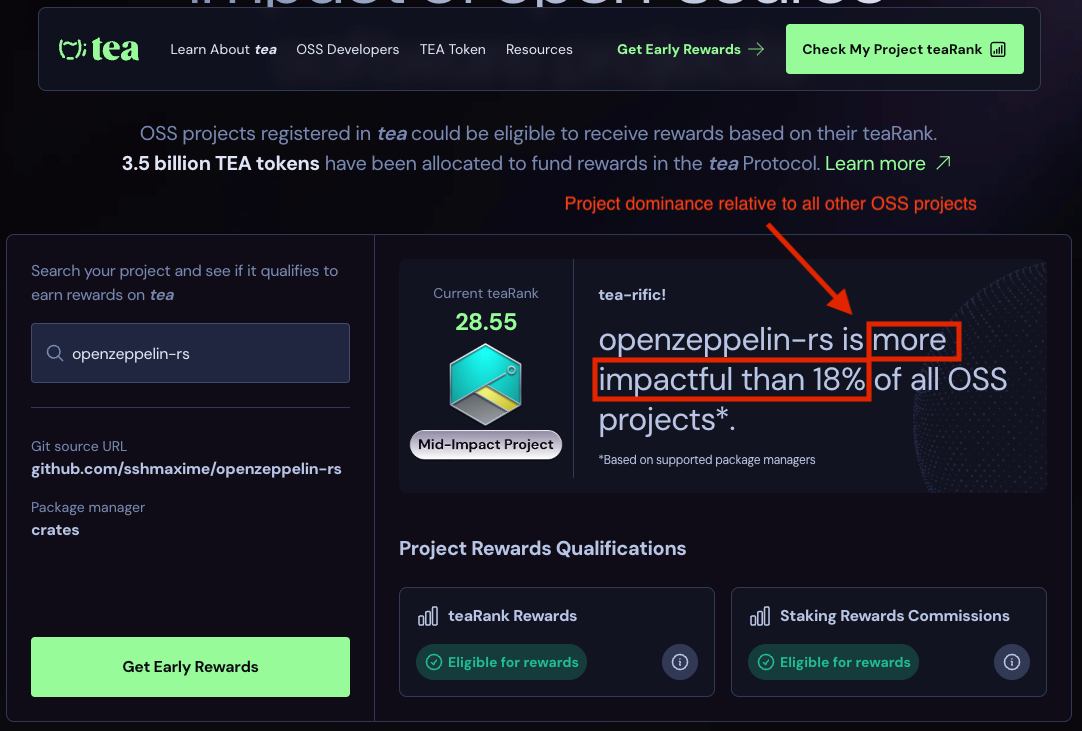 impact of open source
tea
Learn About tea
OSS Developers
TEA Token
Resources
Get Early Rewards
Check My Project teaRank
OSS projects registered in tea could be eligible to receive rewards based on their teaRank.
3.5 billion TEA tokens have been allocated to fund rewards in the tea Protocol. Learn more
Project dominance relative to all other OSS projects
Search your project and see if it qualifies to
earn rewards on tea
openzeppelin-rs
Git source URL
github.com/sshmaxime/openzeppelin-rs
Package manager
crates
Get Early Rewards
Current teaRank
28.55
Mid-Impact Project
tea-rific!
openzeppelin-rs is more
impactful than 18% of all OSS
projects*.
*Based on supported package managers
Project Rewards Qualifications
teaRank Rewards
Eligible for rewards
Staking Rewards Commissions
Eligible for rewards